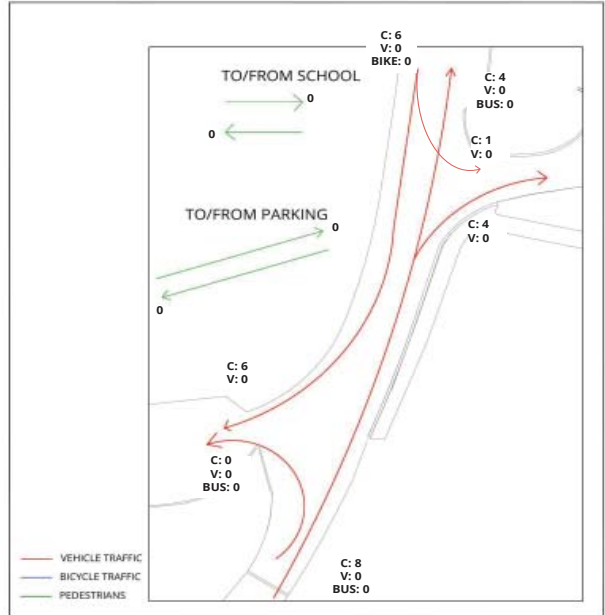 C: 6
V: 0
BIKE: 0
TO/FROM SCHOOL
0
0
C: 4
V: 0
BUS: 0
C: 1
V: 0
TO/FROM PARKING
0
0
C: 4
V: 0
C: 6
V: 0
C: 0
V: 0
BUS: 0
C: 8
V: 0
BUS: 0
VEHICLE TRAFFIC
BICYCLE TRAFFIC
PEDESTRIANS